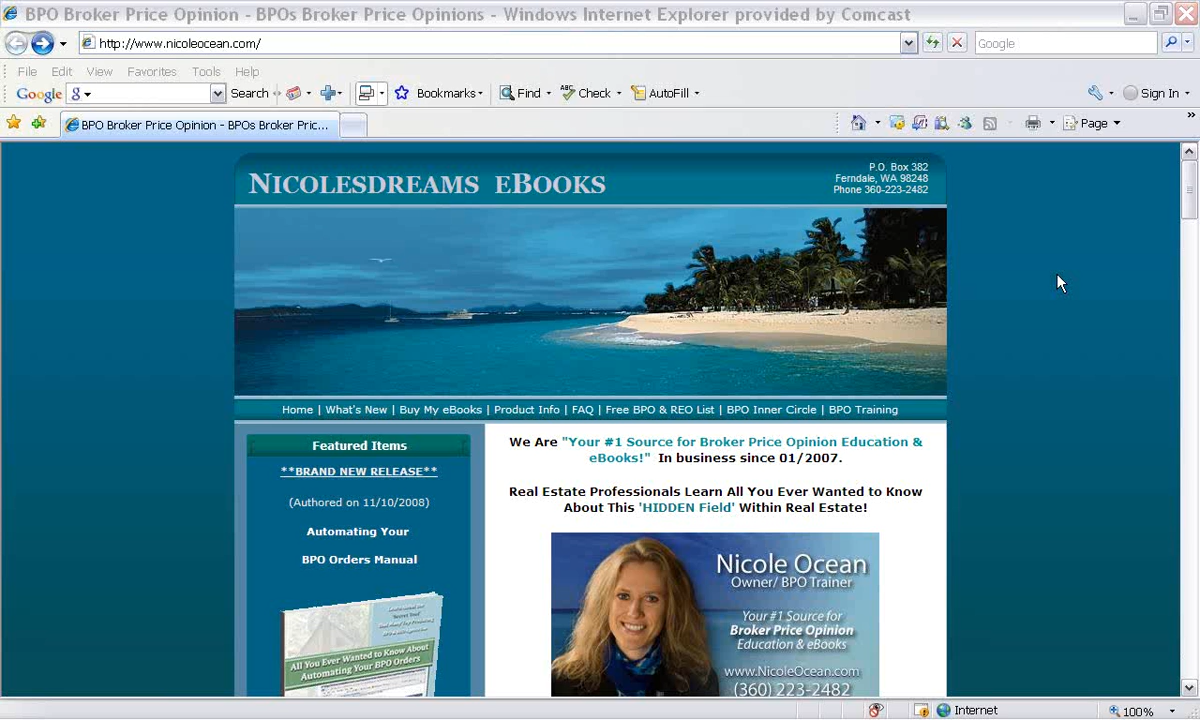 BPO Broker Price Opinion - BPOs Broker Price Opinions - Windows Internet Explorer provided by Comcast
http://www.nicoleocean.com/
Google
File Edit View Favorites Tools Help
Google Search Bookmarks Find Check AutoFill Sign In
BPO Broker Price Opinion - BPOs Broker Pric...
Page
NICOLESDREAMS EBOOKS
P.O. Box 382
Ferndale, WA 98248
Phone 360-223-2482
Home | What's New | Buy My eBooks | Product Info | FAQ | Free BPO & REO List | BPO Inner Circle | BPO Training
Featured Items
**BRAND NEW RELEASE**
(Authored on 11/10/2008)
Automating Your
BPO Orders Manual
All You Ever Wanted to Know About
Automating Your BPO Orders
We Are "Your #1 Source for Broker Price Opinion Education &
eBooks!" In business since 01/2007.
Real Estate Professionals Learn All You Ever Wanted to Know
About This 'HIDDEN Field' Within Real Estate!
Nicole Ocean
Owner/ BPO Trainer
Your #1 Source for
Broker Price Opinion
Education & eBooks
www.NicoleOcean.com
(360) 223-2482
Internet
100%